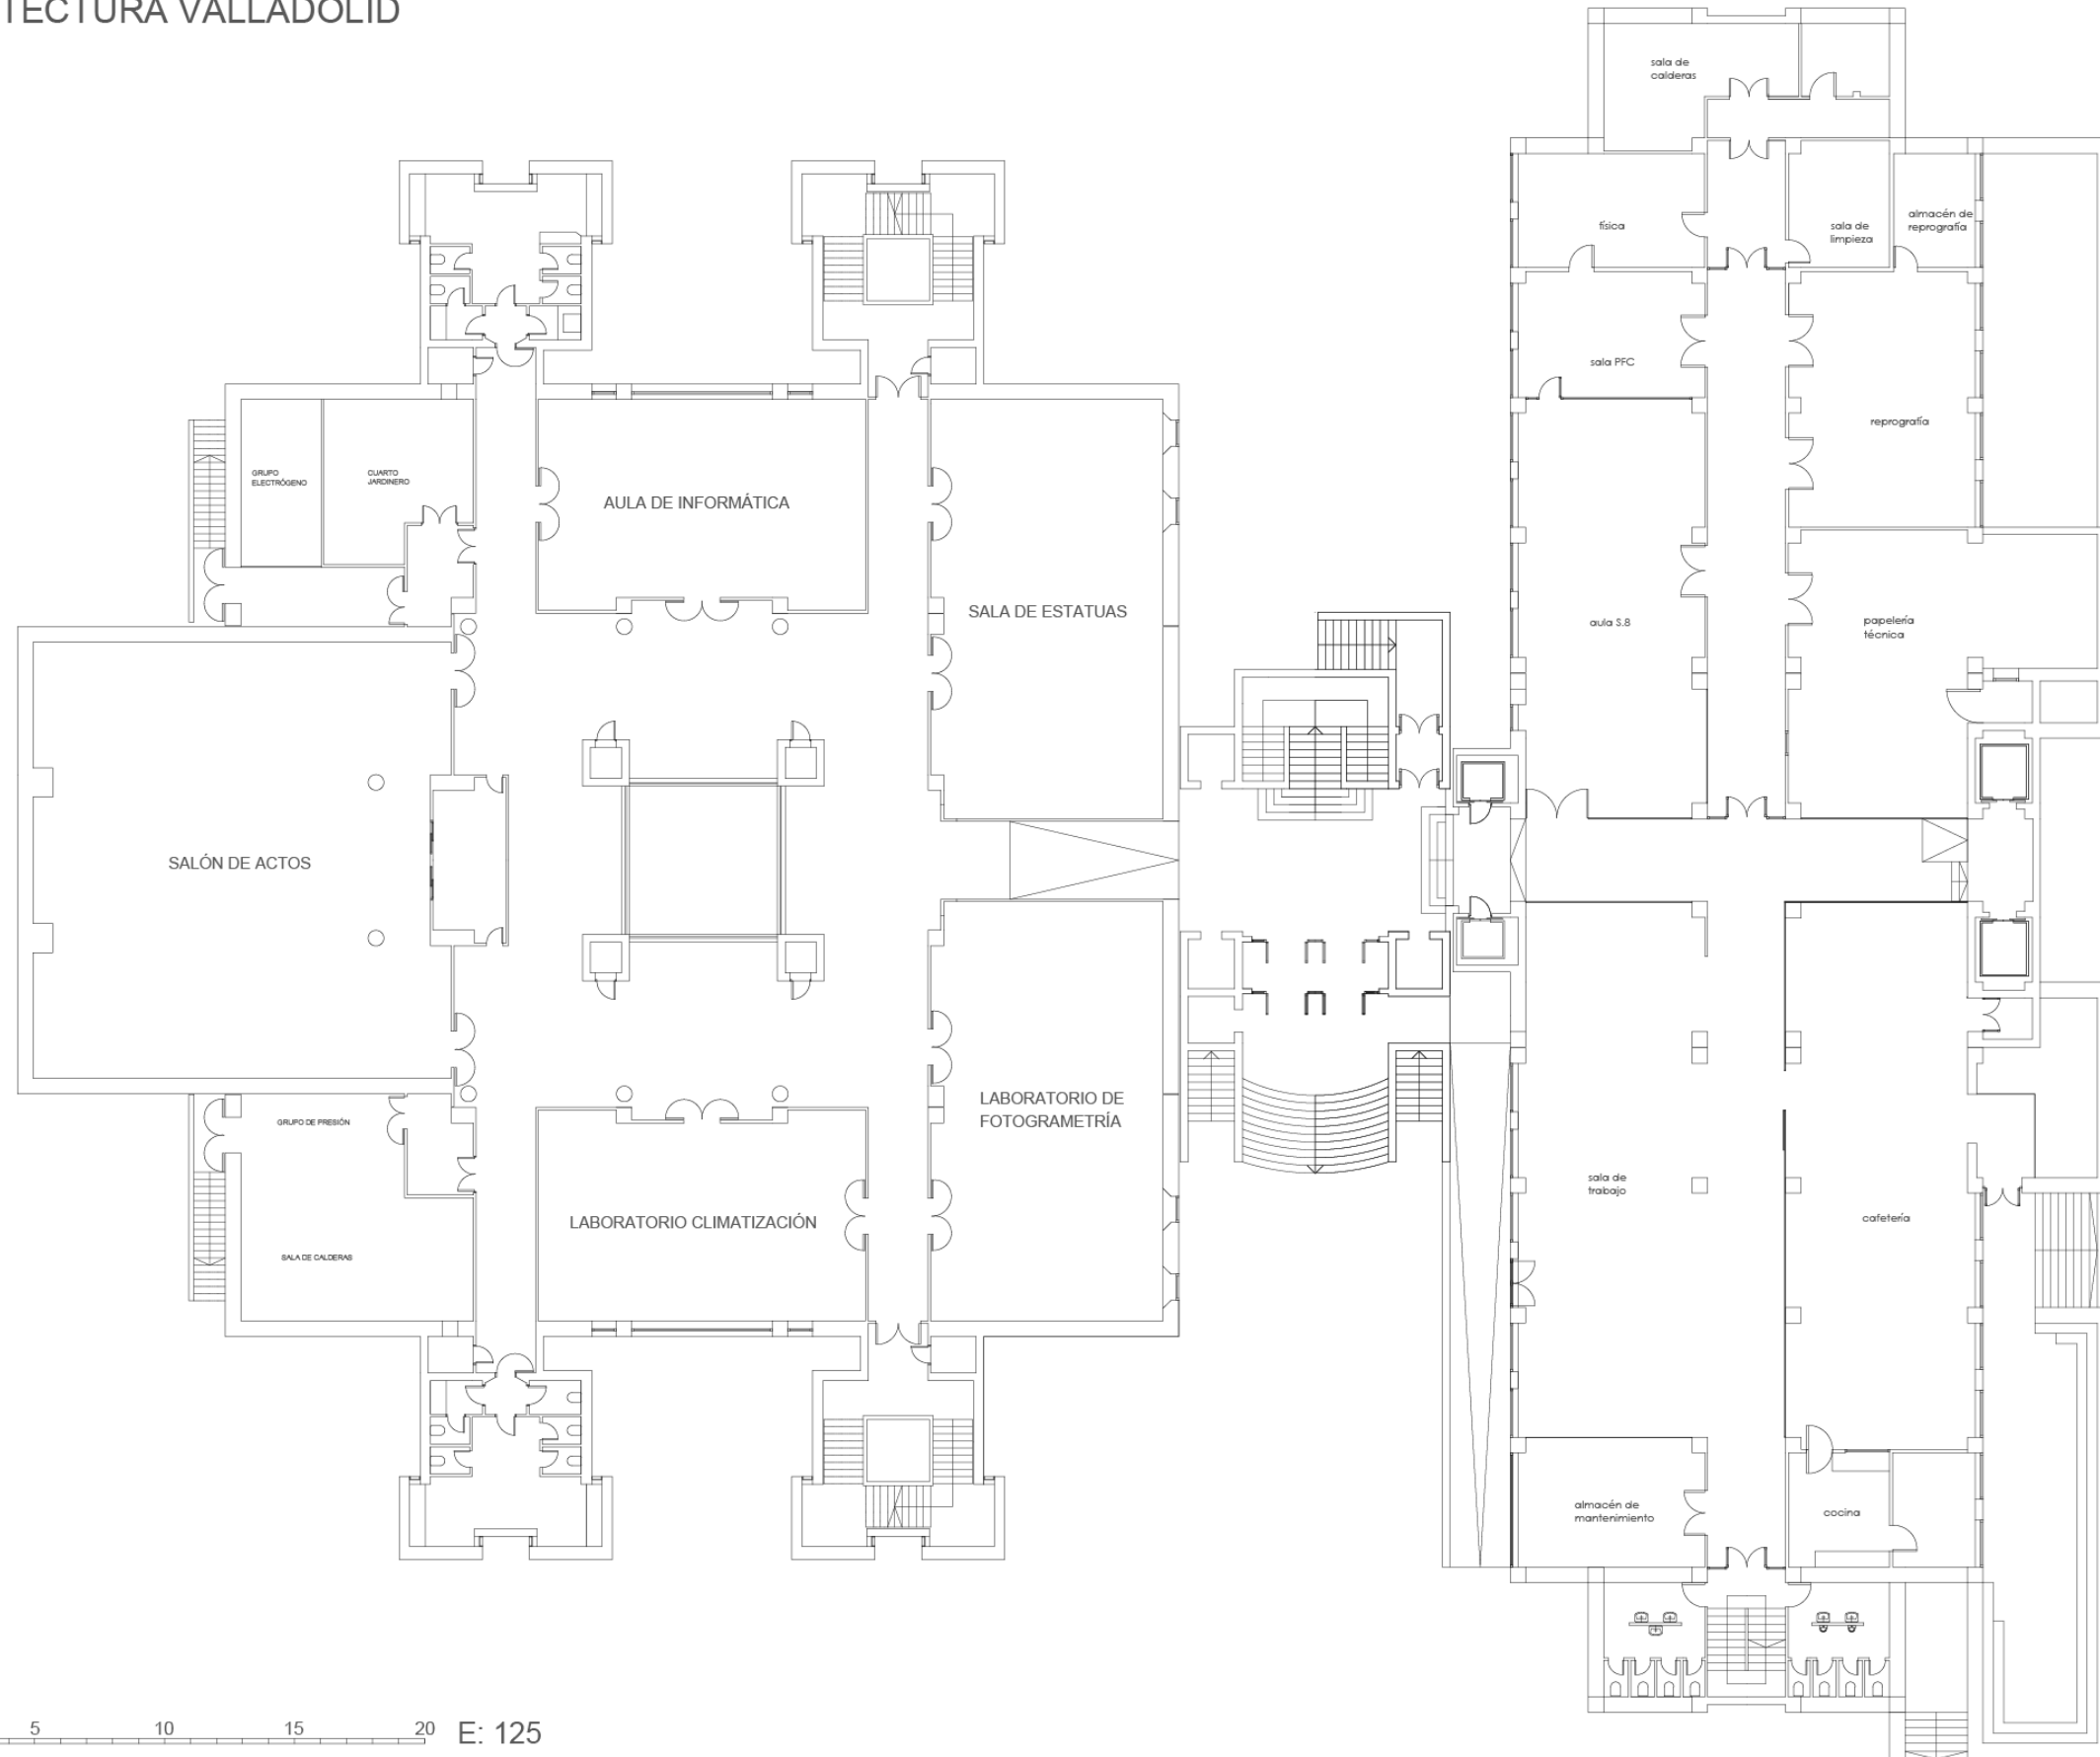 TECTURA VALLADOLID
sala de
calderas
física
sala de
limpieza
almacén de
reprografía
sala PFC
reprografía
GRUPO
ELECTRÓGENO
CUARTO
JARDINERO
AULA DE INFORMÁTICA
SALA DE ESTATUAS
aula S.8
papelería
técnica
SALÓN DE ACTOS
GRUPO DE PRESIÓN
LABORATORIO DE
FOTOGRAMETRÍA
sala de
trabajo
cafetería
LABORATORIO CLIMATIZACIÓN
SALA DE CALDERAS
almacén de
mantenimiento
cocina
5 10 15 20 E: 125